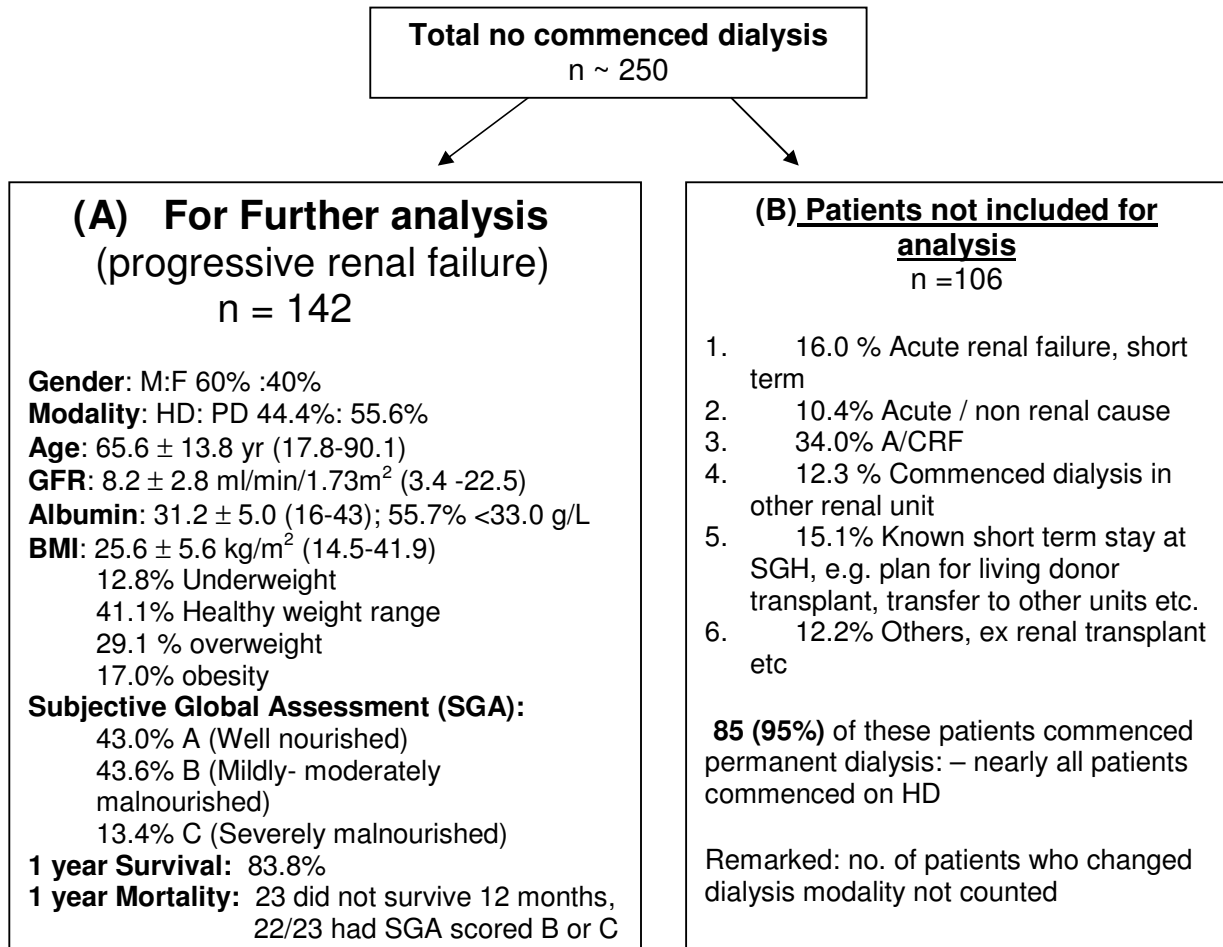 Total no commenced dialysis
n ~ 250
(A) For Further analysis
(progressive renal failure)
n = 142
Gender: M:F 60% :40%
Modality: HD: PD 44.4%: 55.6%
Age: 65.6 ± 13.8 yr (17.8-90.1)
GFR: 8.2 ± 2.8 ml/min/1.73m² (3.4 -22.5)
Albumin: 31.2 ± 5.0 (16-43); 55.7% <33.0 g/L
BMI: 25.6 ± 5.6 kg/m² (14.5-41.9)
12.8% Underweight
41.1% Healthy weight range
29.1 % overweight
17.0% obesity
Subjective Global Assessment (SGA):
43.0% A (Well nourished)
43.6% B (Mildly- moderately
malnourished)
13.4% C (Severely malnourished)
1 year Survival: 83.8%
1 year Mortality: 23 did not survive 12 months,
22/23 had SGA scored B or C
(B) Patients not included for
analysis
n =106
1. 16.0 % Acute renal failure, short
term
2. 10.4% Acute / non renal cause
3. 34.0% A/CRF
4. 12.3 % Commenced dialysis in
other renal unit
5. 15.1% Known short term stay at
SGH, e.g. plan for living donor
transplant, transfer to other units etc.
6. 12.2% Others, ex renal transplant
etc
85 (95%) of these patients commenced
permanent dialysis: – nearly all patients
commenced on HD
Remarked: no. of patients who changed
dialysis modality not counted